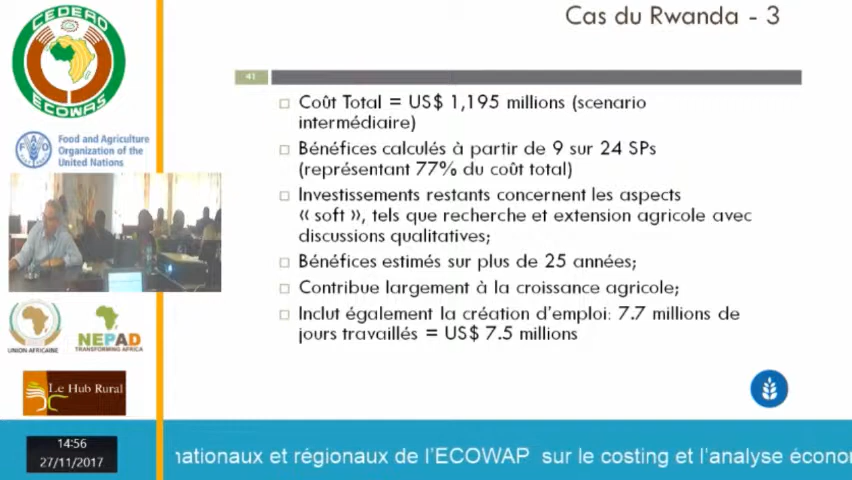 Cas du Rwanda - 3
CEDEAO
ECOWAS
41
□ Coût Total = US$ 1,195 millions (scenario
intermédiaire)
□ Bénéfices calculés à partir de 9 sur 24 SPs
(représentant 77% du coût total)
□ Investissements restants concernent les aspects
« soft », tels que recherche et extension agricole avec
discussions qualitatives;
□ Bénéfices estimés sur plus de 25 années;
□ Contribue largement à la croissance agricole;
□ Inclut également la création d'emploi: 7.7 millions de
jours travaillés = US$ 7.5 millions
FAO
Food and Agriculture
Organization of the
United Nations
UNION AFRICAINE
NEPAD
TRANSFORMING AFRICA
Le Hub Rural
14:56
27/11/2017
nationaux et régionaux de l'ECOWAP sur le costing et l'analyse écono